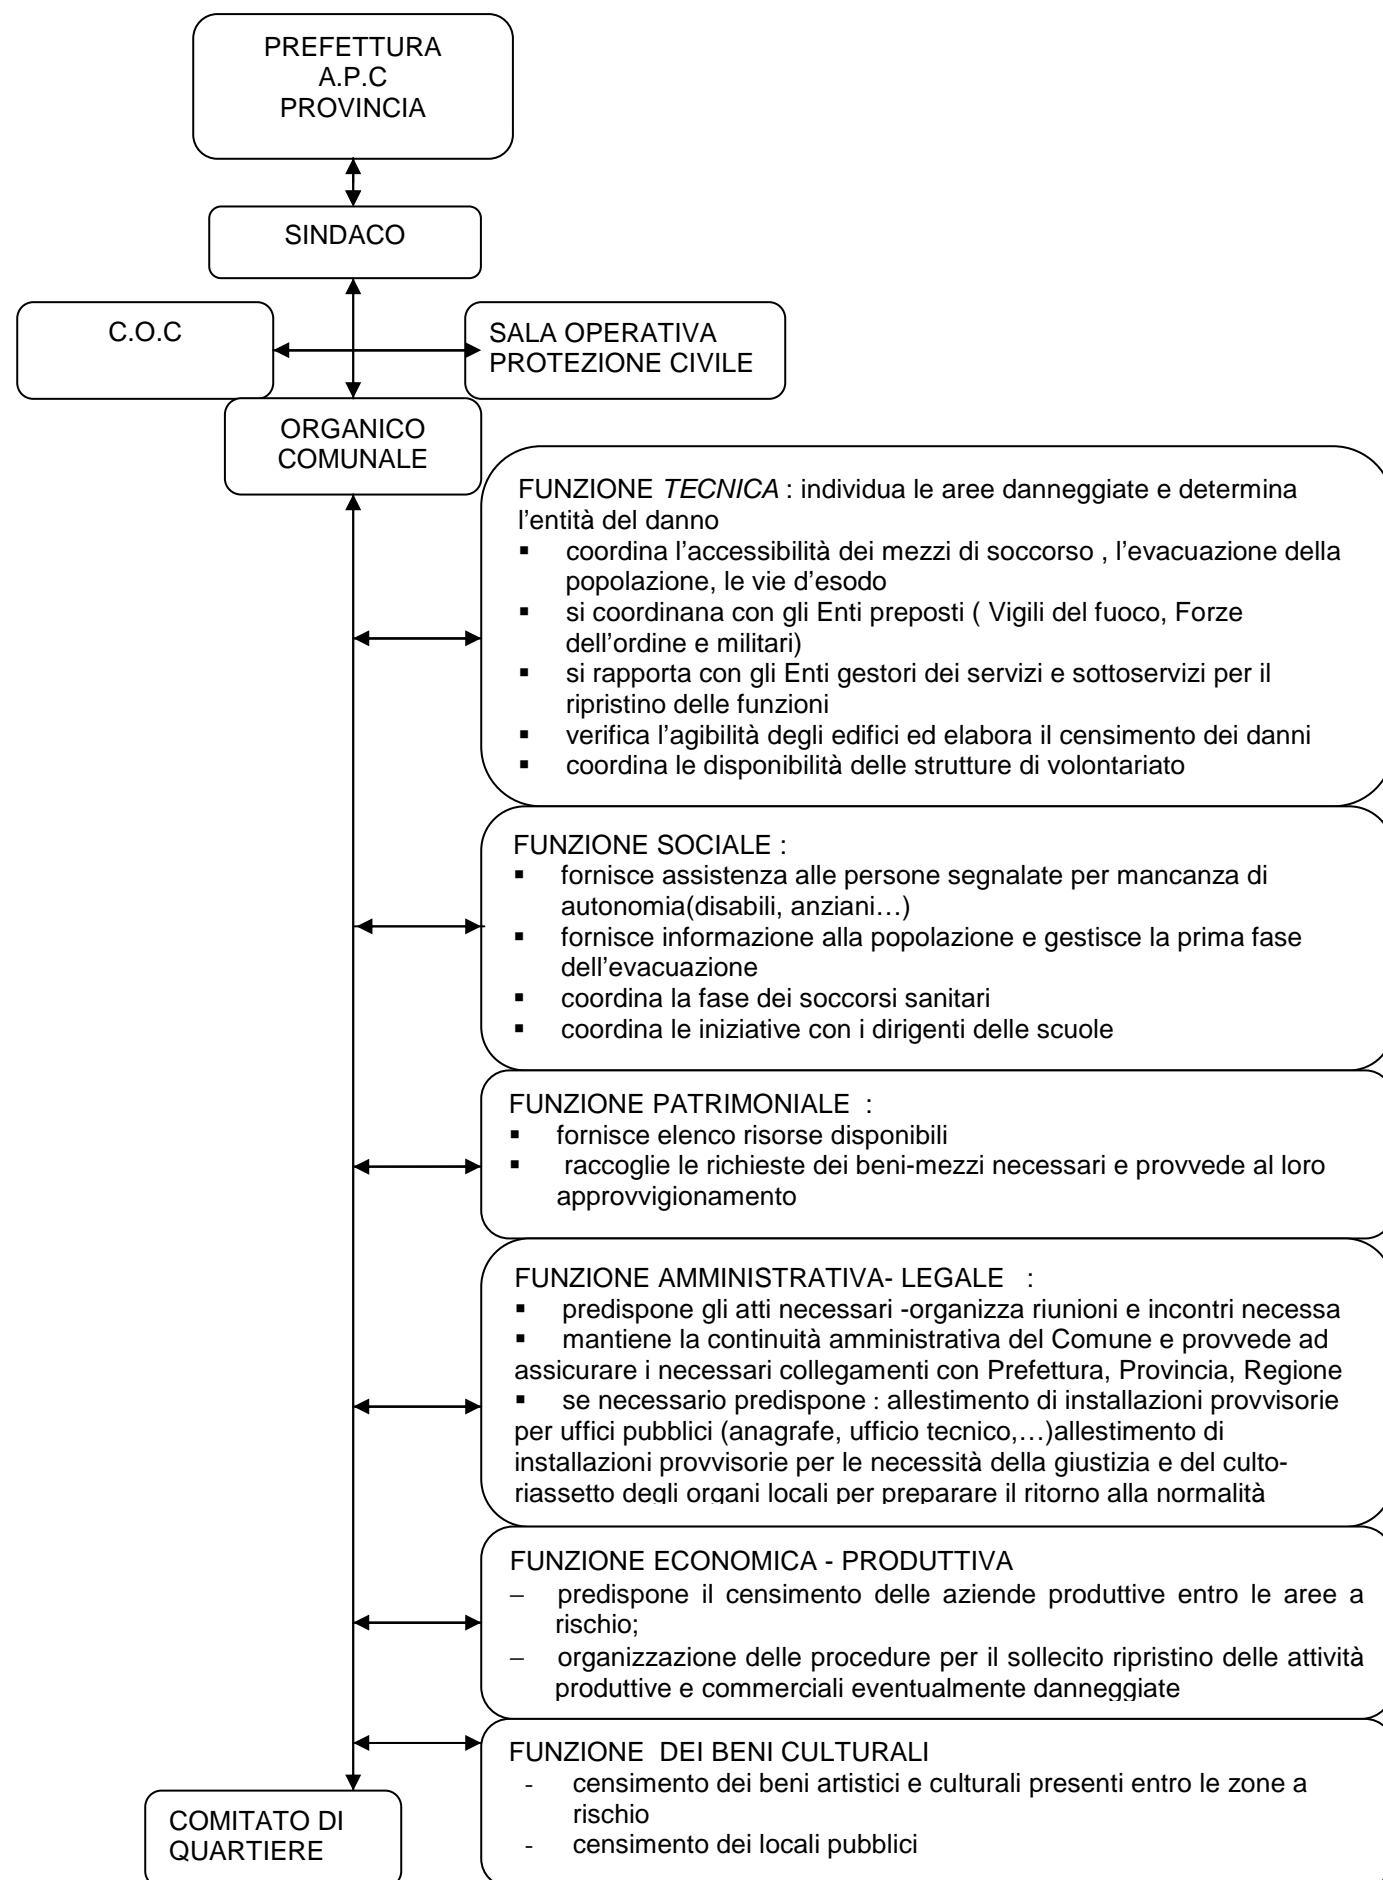 PREFETTURA
A.P.C
PROVINCIA
SINDACO
C.O.C
SALA OPERATIVA
PROTEZIONE CIVILE
ORGANICO
COMUNALE
FUNZIONE TECNICA : individua le aree danneggiate e determina
l’entità del danno
▪ coordina l’accessibilità dei mezzi di soccorso , l’evacuazione della
popolazione, le vie d’esodo
▪ si coordinana con gli Enti preposti ( Vigili del fuoco, Forze
dell’ordine e militari)
▪ si rapporta con gli Enti gestori dei servizi e sottoservizi per il
ripristino delle funzioni
▪ verifica l’agibilità degli edifici ed elabora il censimento dei danni
▪ coordina le disponibilità delle strutture di volontariato
FUNZIONE SOCIALE :
▪ fornisce assistenza alle persone segnalate per mancanza di
autonomia(disabili, anziani…)
▪ fornisce informazione alla popolazione e gestisce la prima fase
dell’evacuazione
▪ coordina la fase dei soccorsi sanitari
▪ coordina le iniziative con i dirigenti delle scuole
FUNZIONE PATRIMONIALE :
▪ fornisce elenco risorse disponibili
▪ raccoglie le richieste dei beni-mezzi necessari e provvede al loro
approvvigionamento
FUNZIONE AMMINISTRATIVA- LEGALE :
▪ predispone gli atti necessari -organizza riunioni e incontri necessa
▪ mantiene la continuità amministrativa del Comune e provvede ad
assicurare i necessari collegamenti con Prefettura, Provincia, Regione
▪ se necessario predispone : allestimento di installazioni provvisorie
per uffici pubblici (anagrafe, ufficio tecnico,…)allestimento di
installazioni provvisorie per le necessità della giustizia e del culto-
riassetto degli organi locali per preparare il ritorno alla normalità
FUNZIONE ECONOMICA - PRODUTTIVA
– predispone il censimento delle aziende produttive entro le aree a
rischio;
– organizzazione delle procedure per il sollecito ripristino delle attività
produttive e commerciali eventualmente danneggiate
FUNZIONE DEI BENI CULTURALI
- censimento dei beni artistici e culturali presenti entro le zone a
rischio
- censimento dei locali pubblici
COMITATO DI
QUARTIERE